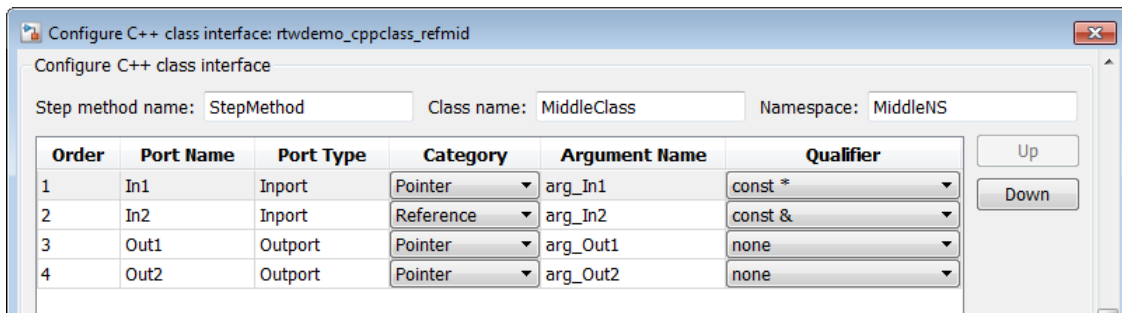 Configure C++ class interface: rtwdemo_cppclass_refmid
Configure C++ class interface
Step method name: StepMethod Class name: MiddleClass Namespace: MiddleNS
Order Port Name Port Type Category Argument Name Qualifier Up
1 In1 Inport Pointer arg_In1 const * Down
2 In2 Inport Reference arg_In2 const &
3 Out1 Outport Pointer arg_Out1 none
4 Out2 Outport Pointer arg_Out2 none